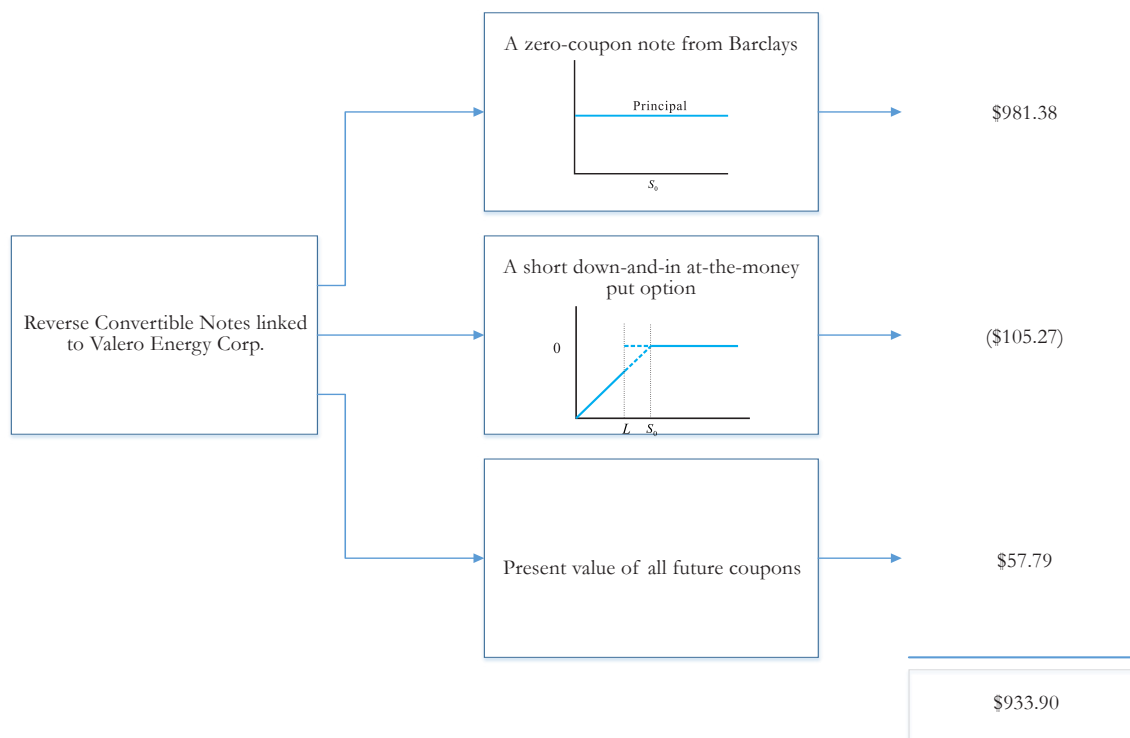 A zero-coupon note from Barclays
Principal
S₀
$981.38
Reverse Convertible Notes linked
to Valero Energy Corp.
A short down-and-in at-the-money
put option
0
L S₀
($105.27)
Present value of all future coupons
$57.79
$933.90